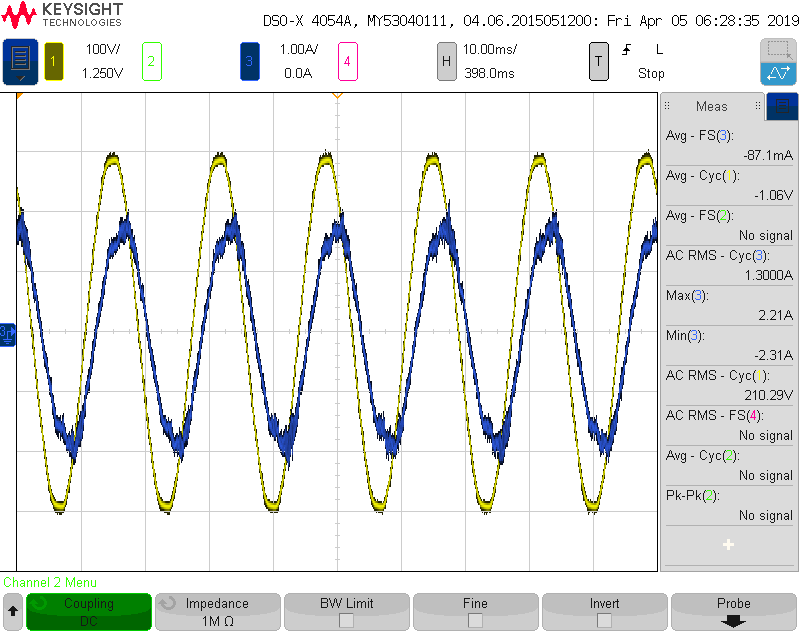 KEYSIGHT
TECHNOLOGIES
DSO-X 4054A, MY53040111, 04.06.2015051200: Fri Apr 05 06:28:35 2019
1 100V/ 2 3 1.00A/ 4 H 10.00ms/ T L
1.250V 0.0A 398.0ms Stop
Meas
Avg - FS(3):
-87.1mA
Avg - Cyc( ):
-1.06V
Avg - FS(2):
No signal
AC RMS - Cyc(3):
1.3000A
Max(3):
2.21A
Min(3):
-2.31A
AC RMS - Cyc( ):
210.29V
AC RMS - FS(4):
No signal
Avg - Cyc(2):
No signal
Pk-Pk(2):
No signal
3
Channel 2 Menu
Coupling
DC
Impedance
1M Ω
BW Limit
Fine
Invert
Probe